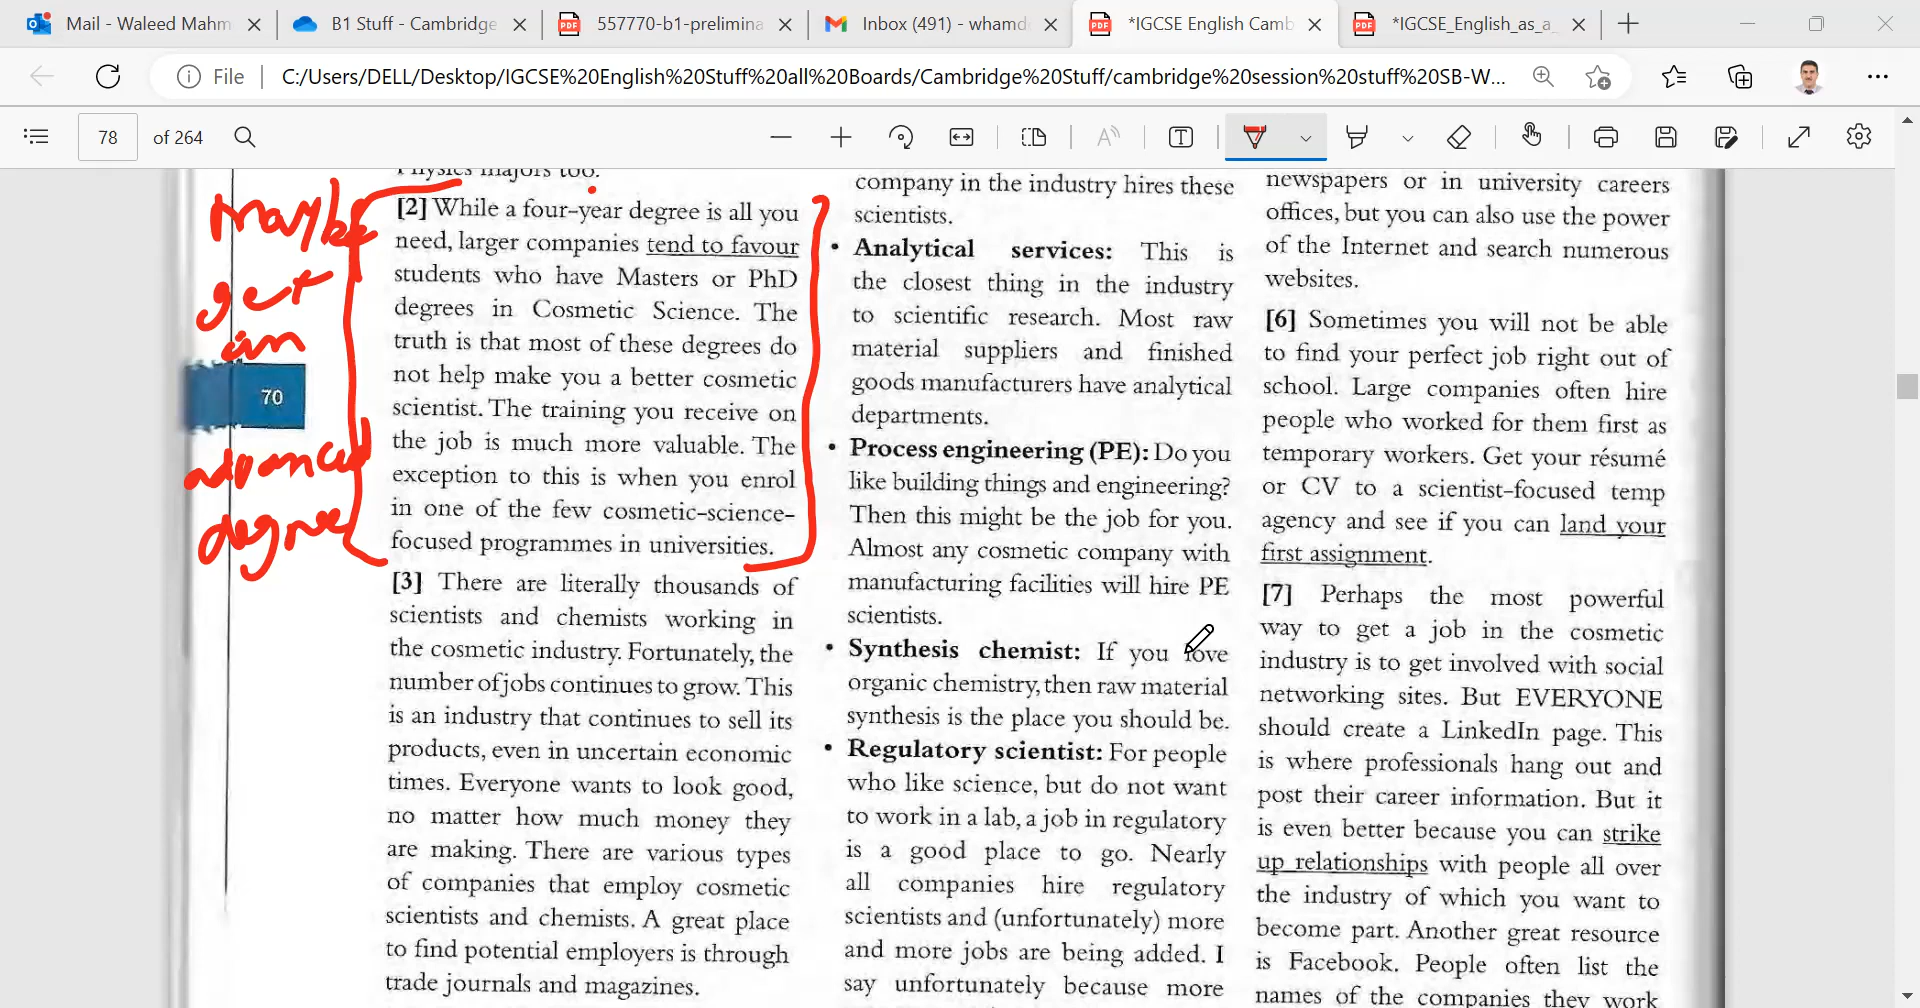 Mail - Waleed Mahm
B1 Stuff - Cambridge
557770-b1-prelimina
Inbox (491) - whamd
*IGSCE English Camb
*IGCSE_English_as_a_
File
C:/Users/DELL/Desktop/IGCSE%20English%20Stuff%20all%20Boards/Cambridge%20Stuff/cambridge%20session%20stuff%20SB-W...
78 of 264
maybe
get
an
advanced
degree
70
Physics majors too.
[2] While a four-year degree is all you
need, larger companies tend to favour
students who have Masters or PhD
degrees in Cosmetic Science. The
truth is that most of these degrees do
not help make you a better cosmetic
scientist. The training you receive on
the job is much more valuable. The
exception to this is when you enrol
in one of the few cosmetic-science-
focused programmes in universities.
[3] There are literally thousands of
scientists and chemists working in
the cosmetic industry. Fortunately, the
number of jobs continues to grow. This
is an industry that continues to sell its
products, even in uncertain economic
times. Everyone wants to look good,
no matter how much money they
are making. There are various types
of companies that employ cosmetic
scientists and chemists. A great place
to find potential employers is through
trade journals and magazines.
company in the industry hires these
scientists.
• Analytical services: This is
the closest thing in the industry
to scientific research. Most raw
material suppliers and finished
goods manufacturers have analytical
departments.
• Process engineering (PE): Do you
like building things and engineering?
Then this might be the job for you.
Almost any cosmetic company with
manufacturing facilities will hire PE
scientists.
• Synthesis chemist: If you love
organic chemistry, then raw material
synthesis is the place you should be.
• Regulatory scientist: For people
who like science, but do not want
to work in a lab, a job in regulatory
is a good place to go. Nearly
all companies hire regulatory
scientists and (unfortunately) more
and more jobs are being added. I
say unfortunately because more
newspapers or in university careers
offices, but you can also use the power
of the Internet and search numerous
websites.
[6] Sometimes you will not be able
to find your perfect job right out of
school. Large companies often hire
people who worked for them first as
temporary workers. Get your résumé
or CV to a scientist-focused temp
agency and see if you can land your
first assignment.
[7] Perhaps the most powerful
way to get a job in the cosmetic
industry is to get involved with social
networking sites. But EVERYONE
should create a LinkedIn page. This
is where professionals hang out and
post their career information. But it
is even better because you can strike
up relationships with people all over
the industry of which you want to
become part. Another great resource
is Facebook. People often list the
names of the companies they work